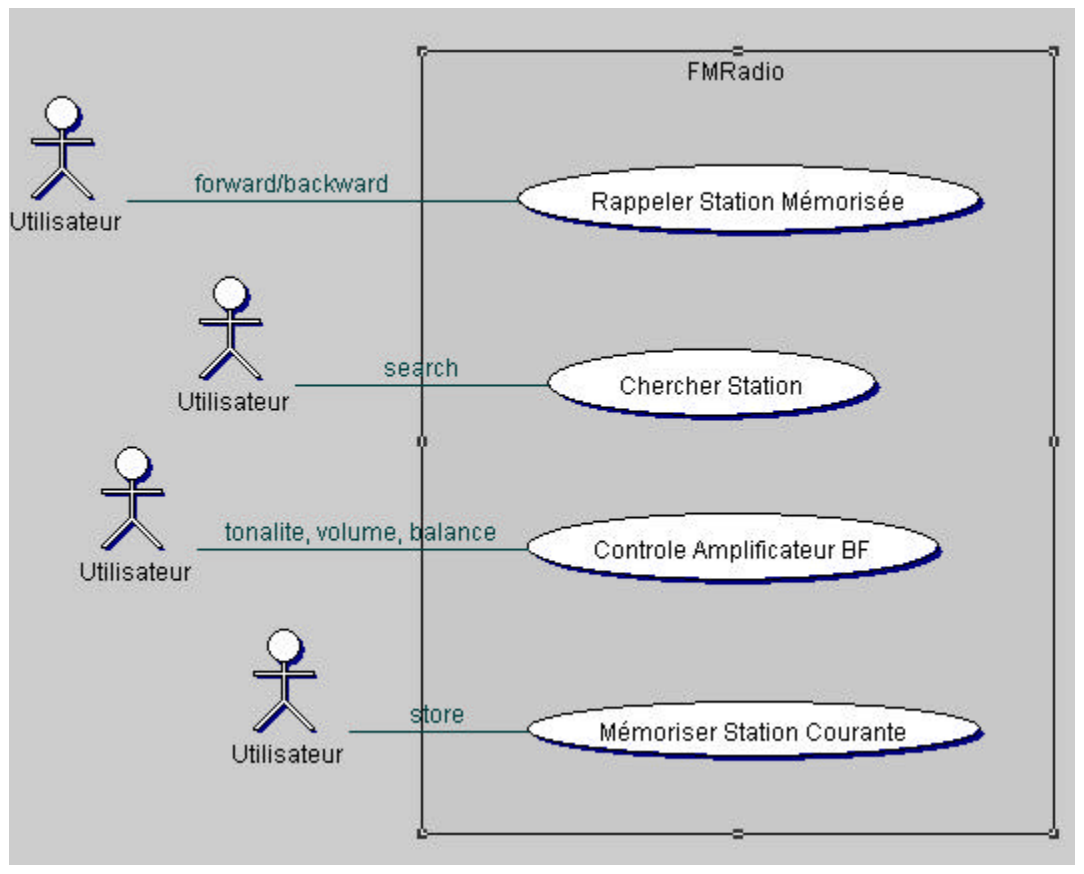 FMRadio
forward/backward
Rappeler Station Mémorisée
Utilisateur
search
Chercher Station
Utilisateur
tonalite, volume, balance
Controle Amplificateur BF
Utilisateur
store
Mémoriser Station Courante
Utilisateur